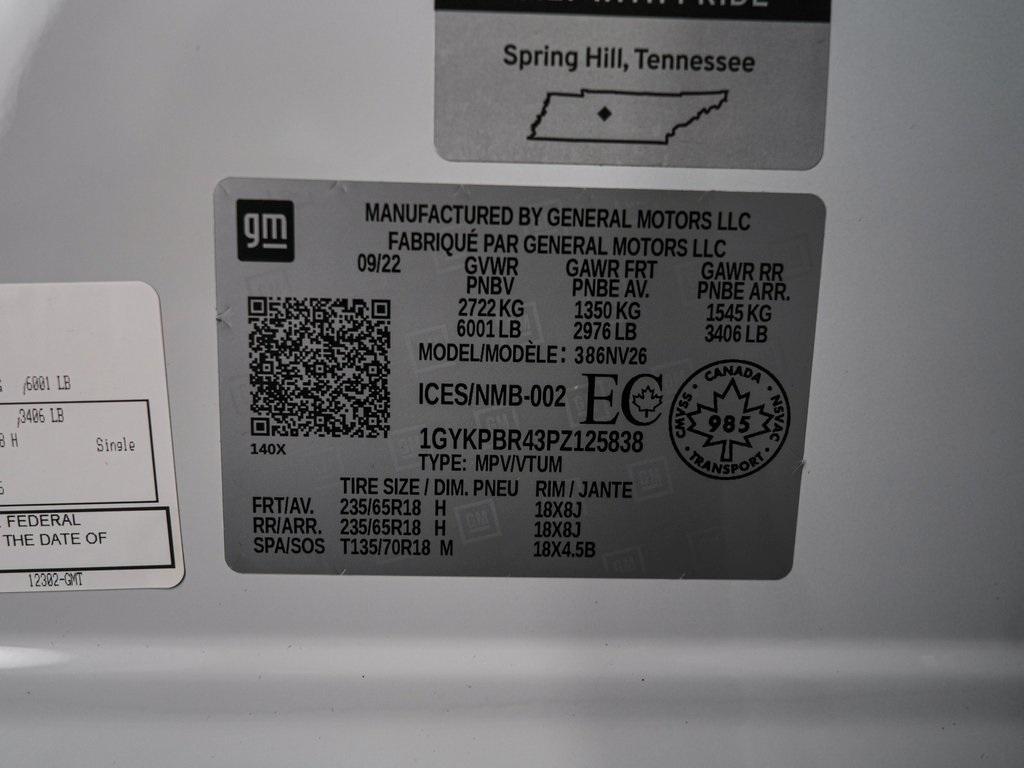 Spring Hill, Tennessee
gm
MANUFACTURED BY GENERAL MOTORS LLC
FABRIQUÉ PAR GENERAL MOTORS LLC
09/22 GVWR GAWR FRT GAWR RR
PNBV PNBE AV. PNBE ARR.
2722 KG 1350 KG 1545 KG
6001 LB 2976 LB 3406 LB
MODEL/MODÈLE: 386NV26
ICES/NMB-002 EC
140X
1GYKPBR43PZ125838
TYPE: MPV/VTUM
CANADA
CMVSS 985 NSVAC
TRANSPORT
TIRE SIZE / DIM. PNEU RIM / JANTE
FRT/AV. 235/65R18 H 18X8J
RR/ARR. 235/65R18 H 18X8J
SPA/SOS T135/70R18 M 18X4.5B
6001 LB
3406 LB
H Single
FEDERAL
THE DATE OF
12302-GMT